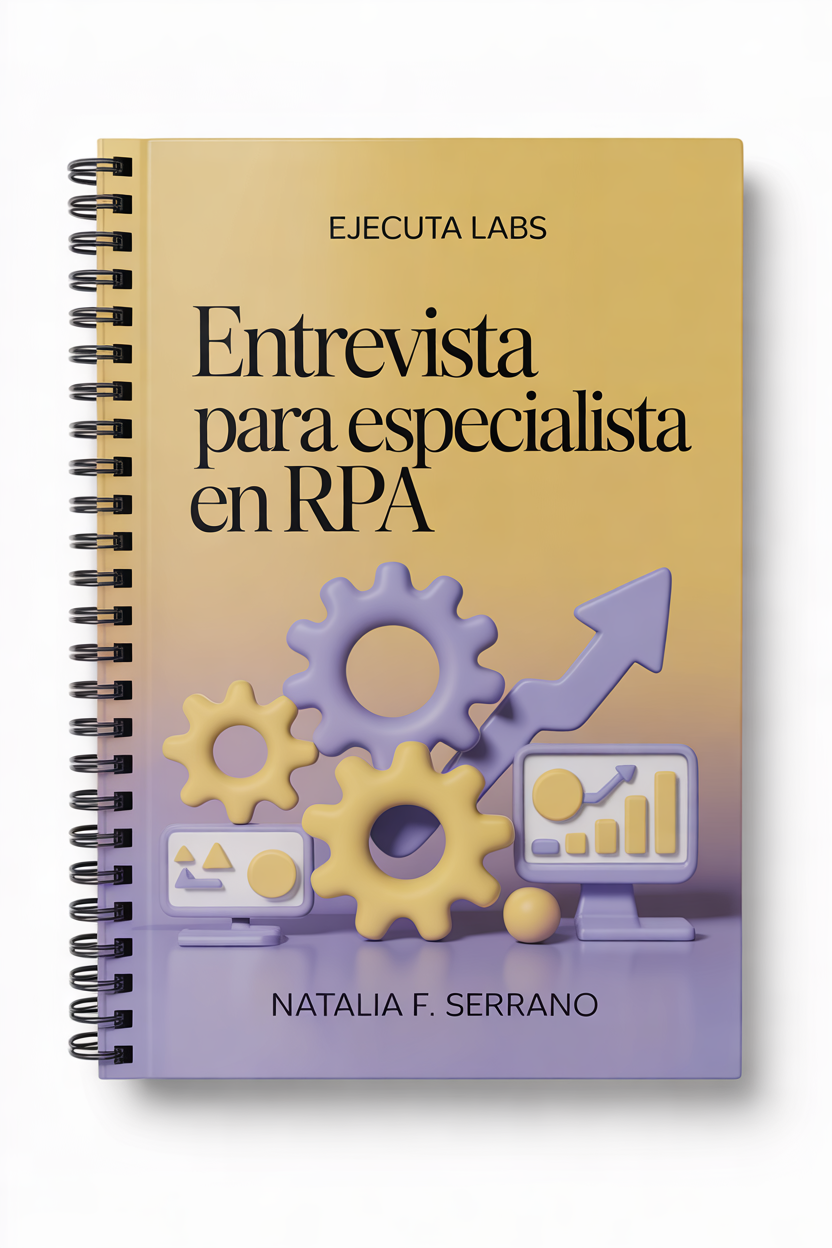 EJECUTA LABS
Entrevista
para especialista
en RPA
NATALIA F. SERRANO